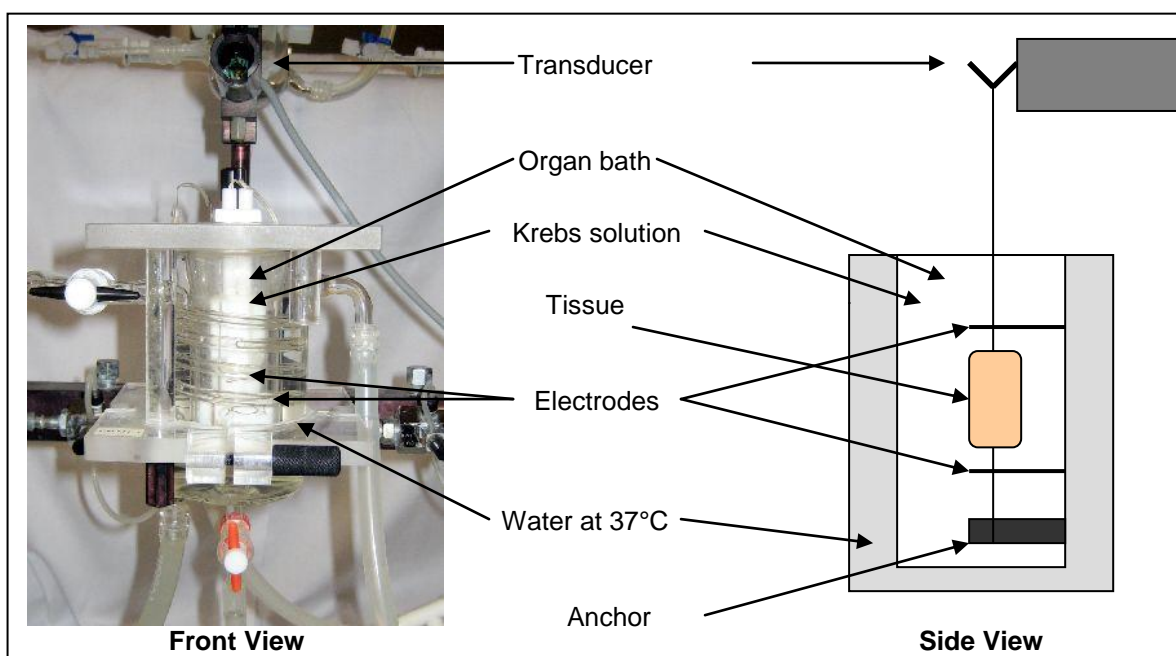 Transducer
Organ bath
Krebs solution
Tissue
Electrodes
Water at 37°C
Anchor
Front View
Side View